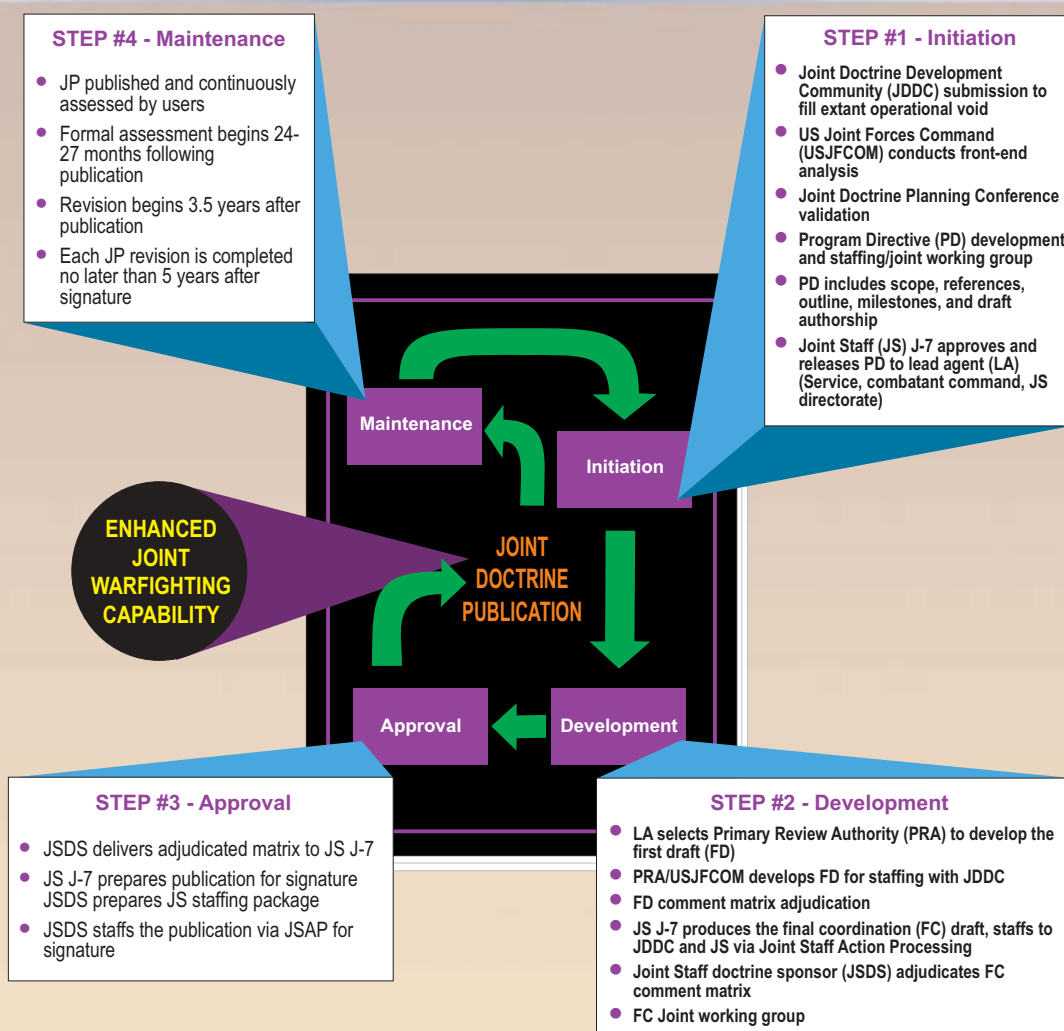 STEP #4 - Maintenance
• JP published and continuously
assessed by users
• Formal assessment begins 24-
27 months following
publication
• Revision begins 3.5 years after
publication
• Each JP revision is completed
no later than 5 years after
signature
STEP #1 - Initiation
• Joint Doctrine Development
Community (JDDC) submission to
fill extant operational void
• US Joint Forces Command
(USJFCOM) conducts front-end
analysis
• Joint Doctrine Planning Conference
validation
• Program Directive (PD) development
and staffing/joint working group
• PD includes scope, references,
outline, milestones, and draft
authorship
• Joint Staff (JS) J-7 approves and
releases PD to lead agent (LA)
(Service, combatant command, JS
directorate)
Maintenance
Initiation
ENHANCED
JOINT
WARFIGHTING
CAPABILITY
JOINT
DOCTRINE
PUBLICATION
Approval
Development
STEP #3 - Approval
• JSDS delivers adjudicated matrix to JS J-7
• JS J-7 prepares publication for signature
JSDS prepares JS staffing package
• JSDS staffs the publication via JSAP for
signature
STEP #2 - Development
• LA selects Primary Review Authority (PRA) to develop the
first draft (FD)
• PRA/USJFCOM develops FD for staffing with JDDC
• FD comment matrix adjudication
• JS J-7 produces the final coordination (FC) draft, staffs to
JDDC and JS via Joint Staff Action Processing
• Joint Staff doctrine sponsor (JSDS) adjudicates FC
comment matrix
• FC Joint working group